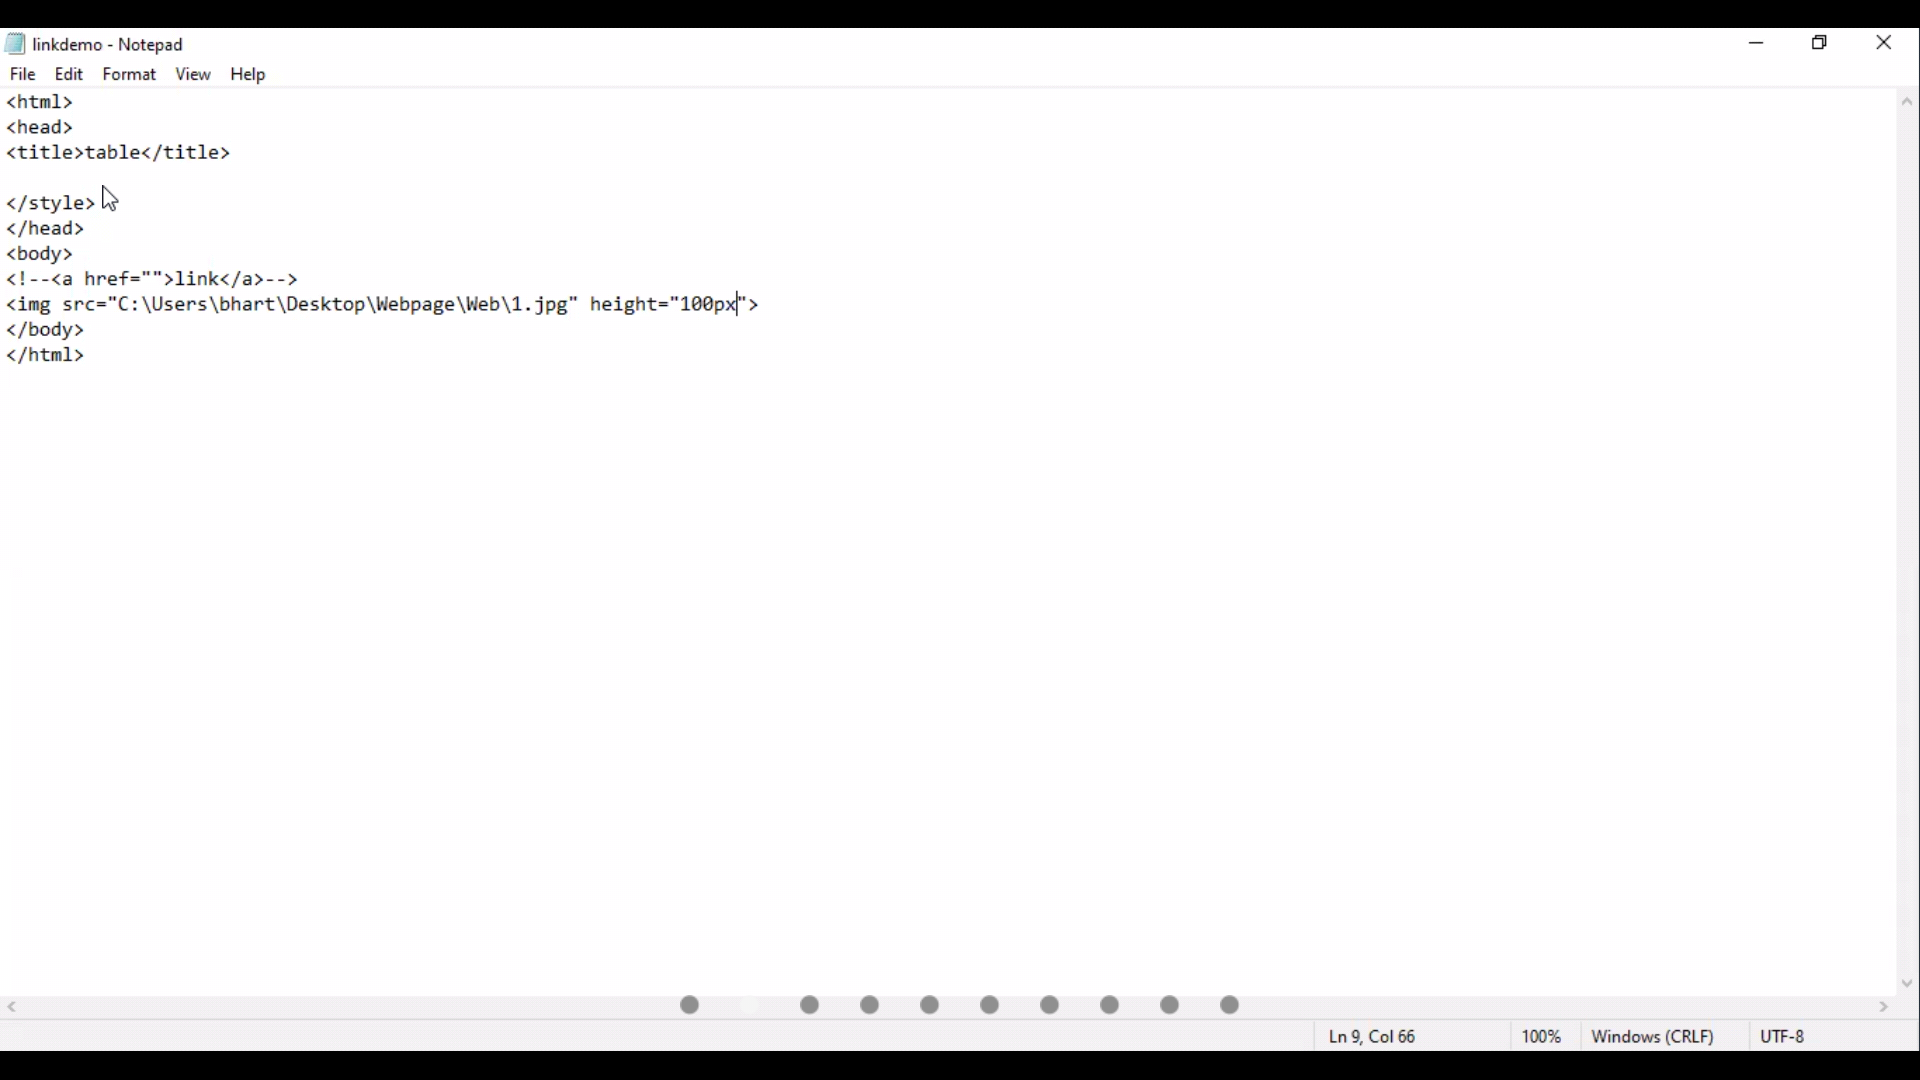 linkdemo - Notepad
File Edit Format View Help
<html>
<head>
<title>table</title>
</style>
</head>
<body>
<!--<a href="">link</a>-->
<img src="C:\Users\bhart\Desktop\Webpage\Web\1.jpg" height="100px">
</body>
</html>
Ln 9, Col 66 100% Windows (CRLF) UTF-8